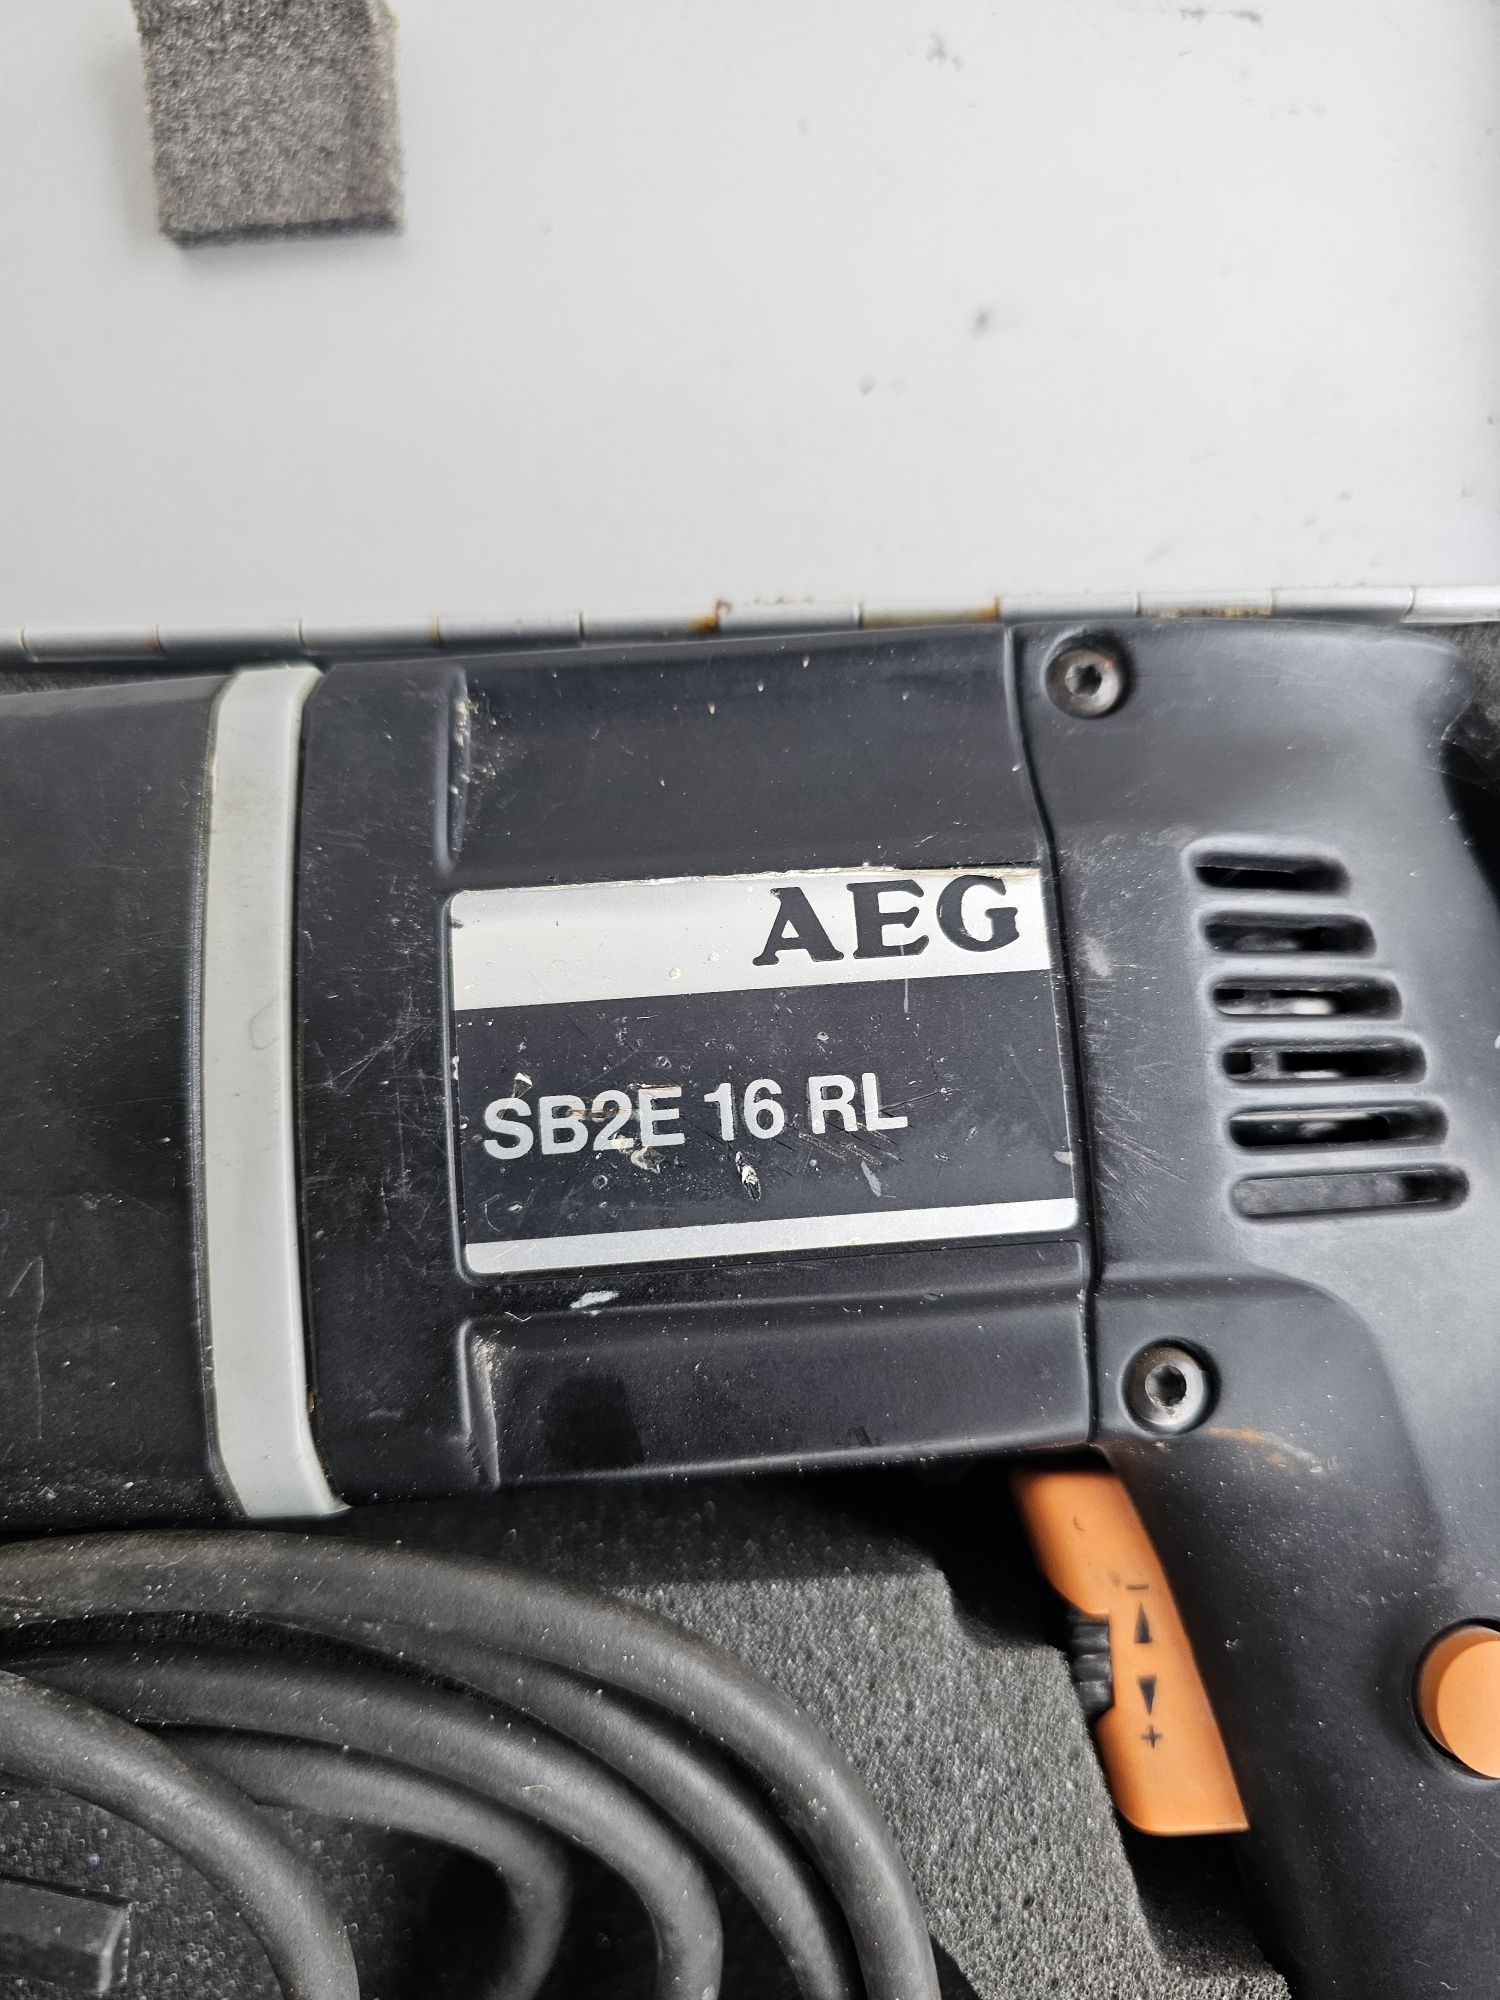 AEG
SB2E 16 RL
- ▲ ▼ +